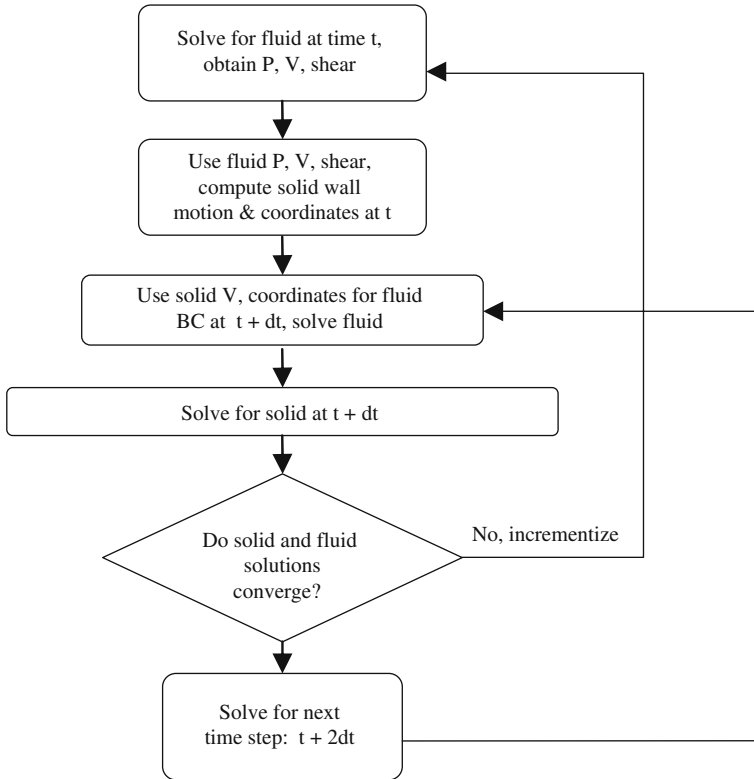 Solve for fluid at time t,
obtain P, V, shear
Use fluid P, V, shear,
compute solid wall
motion & coordinates at t
Use solid V, coordinates for fluid
BC at t + dt, solve fluid
Solve for solid at t + dt
Do solid and fluid
solutions
converge?
No, incrementize
Solve for next
time step: t + 2dt